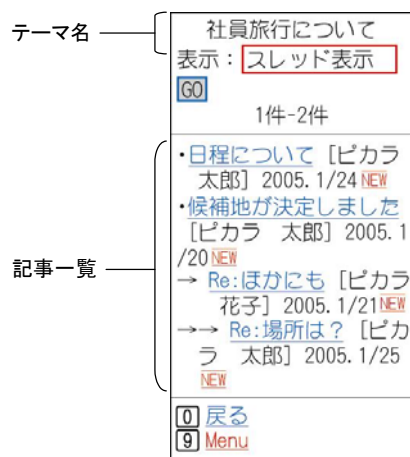 テーマ名
社員旅行について
表示：スレッド表示
GO
1件-2件
記事一覧
・日程について [ピカラ
太郎] 2005.1/24 NEW
・候補地が決定しました
[ピカラ 太郎] 2005.1
/20 NEW
→ Re:ほかにも [ピカラ
花子] 2005.1/21 NEW
→→ Re:場所は？ [ピカ
ラ 太郎] 2005.1/25
NEW
0 戻る
9 Menu